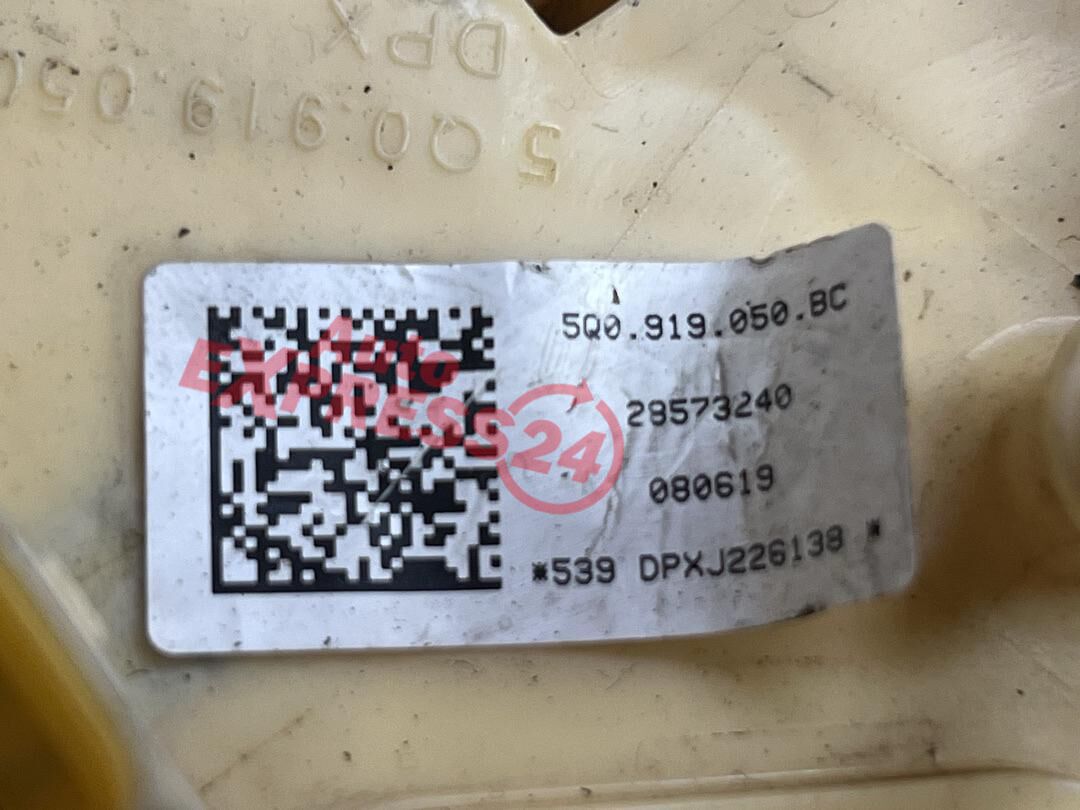 DPX
5Q0.919.050
5Q0.919.050.BC
28573240
080619
*539 DPXJ226138 *
Auto
EXPRESS24